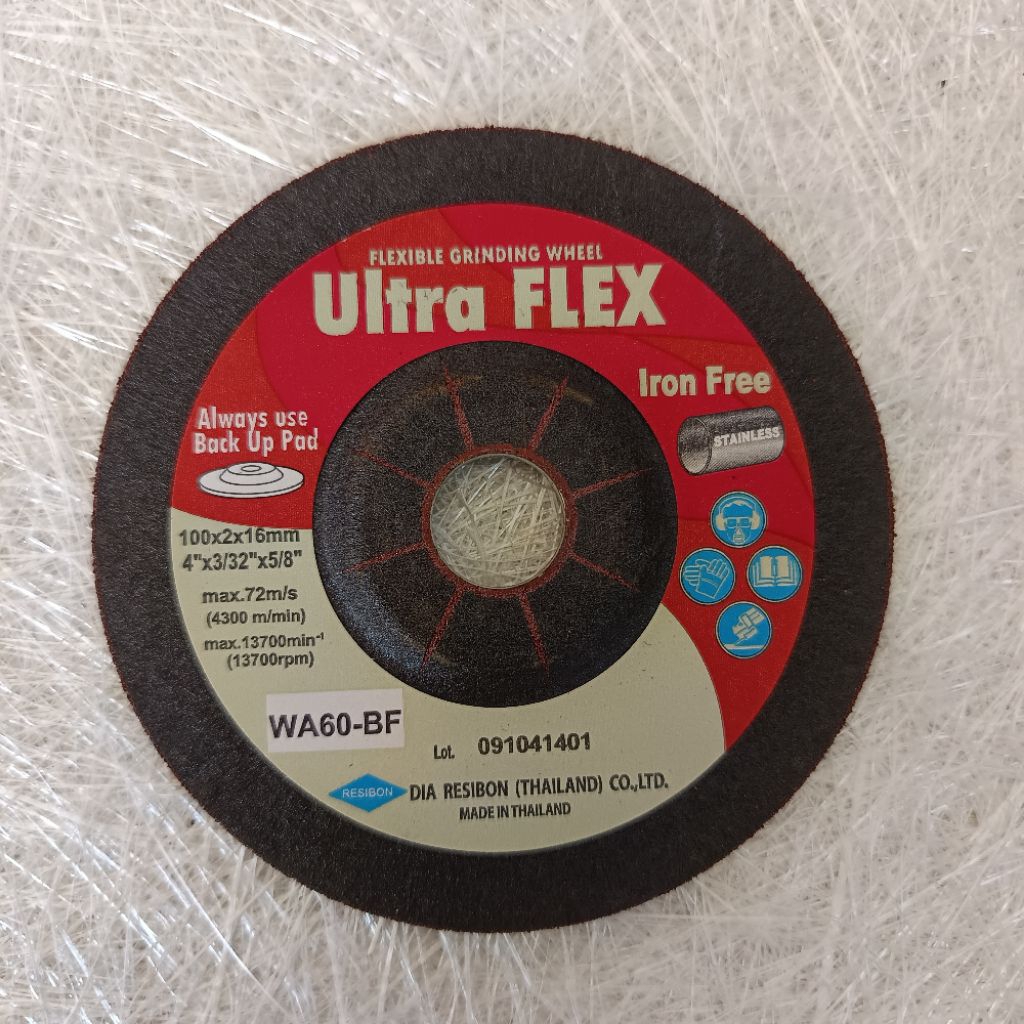 FLEXIBLE GRINDING WHEEL
Ultra FLEX
Iron Free
STAINLESS
Always use
Back Up Pad
100x2x16mm
4"x3/32"x5/8"
max.72m/s
(4300 m/min)
max.13700min⁻¹
(13700rpm)
WA60-BF
Lot. 091041401
RESIBON DIA RESIBON (THAILAND) CO.,LTD.
MADE IN THAILAND